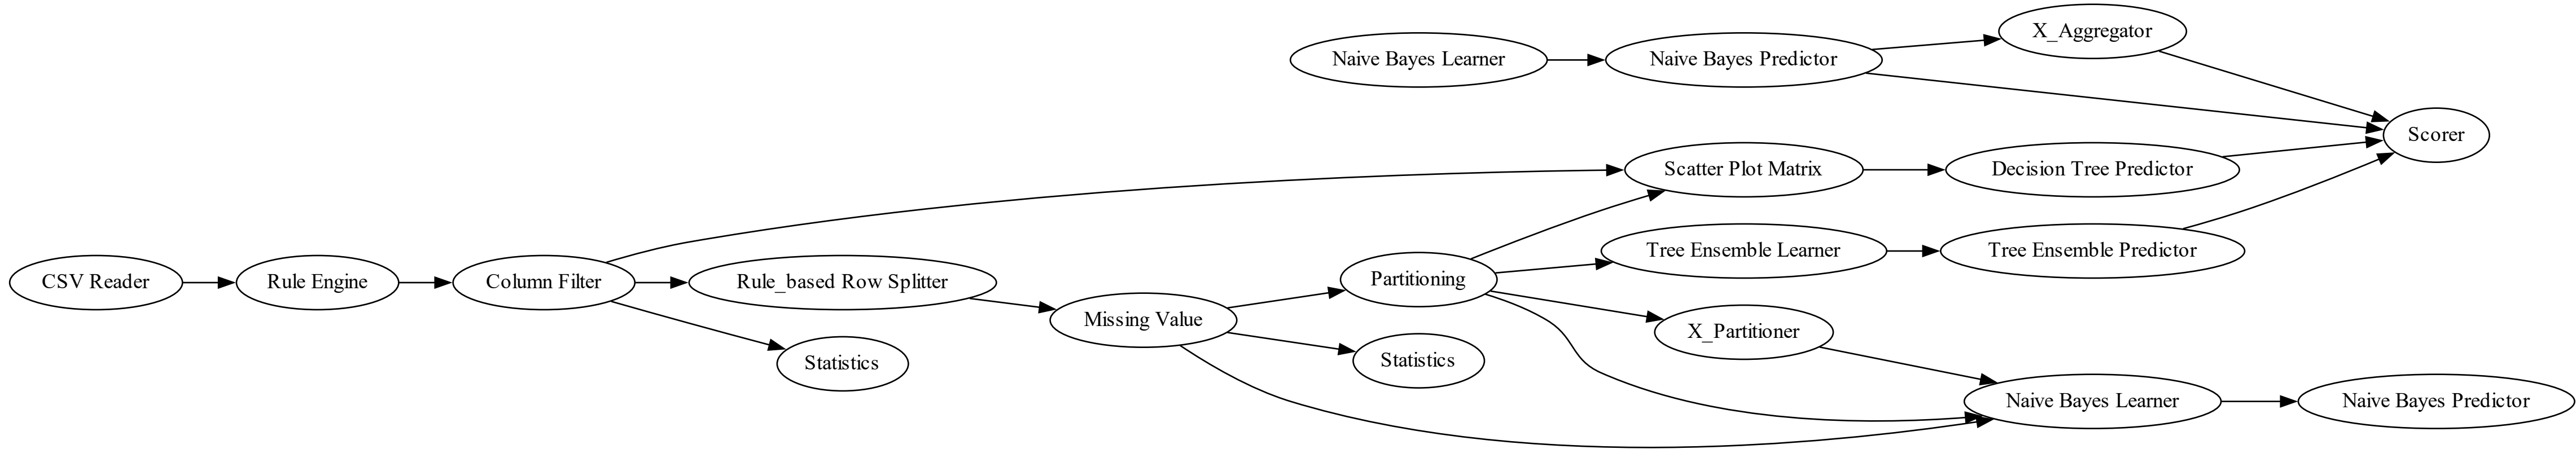 X_Aggregator
Naive Bayes Learner
Naive Bayes Predictor
Scorer
Scatter Plot Matrix
Decision Tree Predictor
Tree Ensemble Learner
Tree Ensemble Predictor
CSV Reader
Rule Engine
Column Filter
Rule_based Row Splitter
Partitioning
Missing Value
X_Partitioner
Statistics
Statistics
Naive Bayes Learner
Naive Bayes Predictor